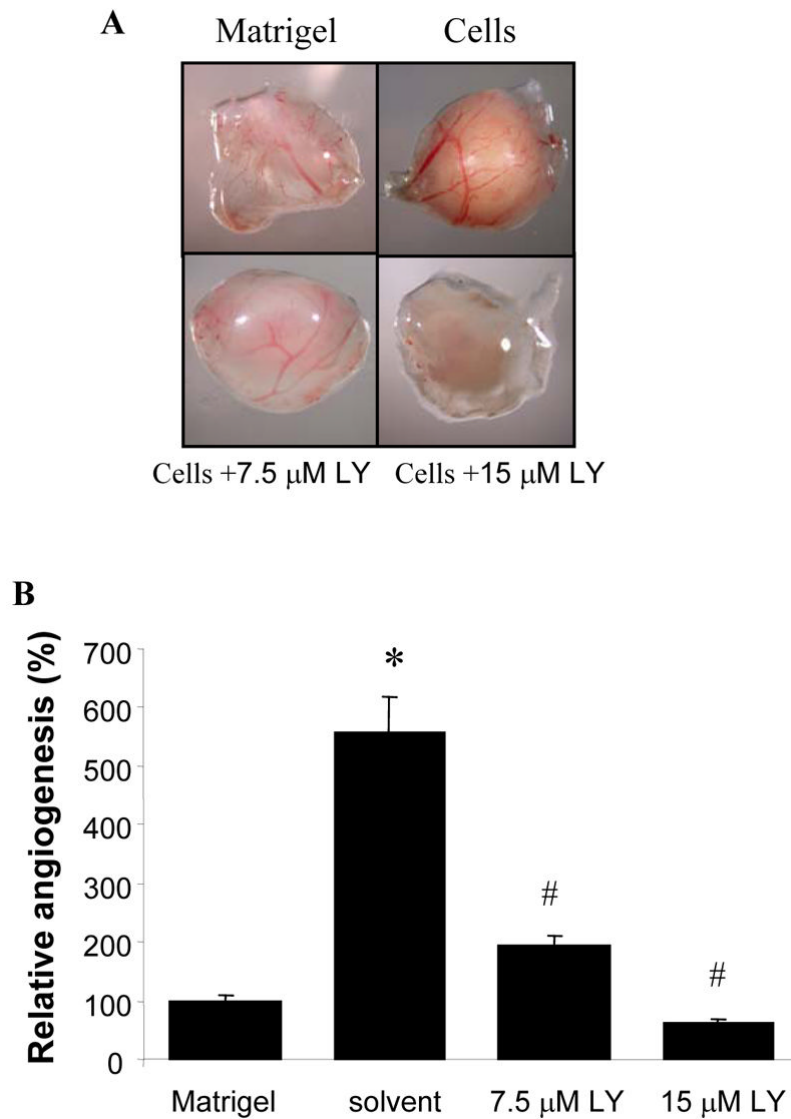 A
Matrigel Cells
Cells +7.5 μM LY Cells +15 μM LY
B
Relative angiogenesis (%)
700
600
500
400
300
200
100
0
*
#
#
Matrigel solvent 7.5 μM LY 15 μM LY